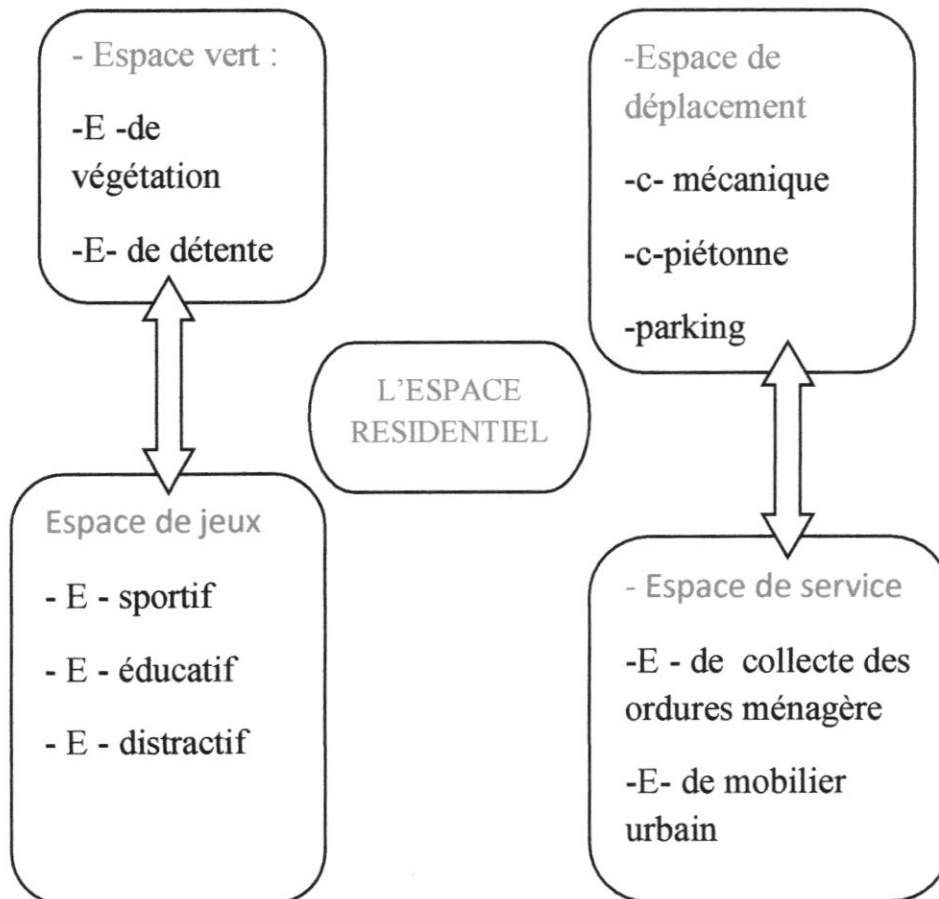 - Espace vert :
-E -de
végétation
-E- de détente
-Espace de
déplacement
-c- mécanique
-c-piétonne
-parking
L'ESPACE
RESIDENTIEL
Espace de jeux
- E - sportif
- E - éducatif
- E - distractif
- Espace de service
-E - de collecte des
ordures ménagère
-E- de mobilier
urbain